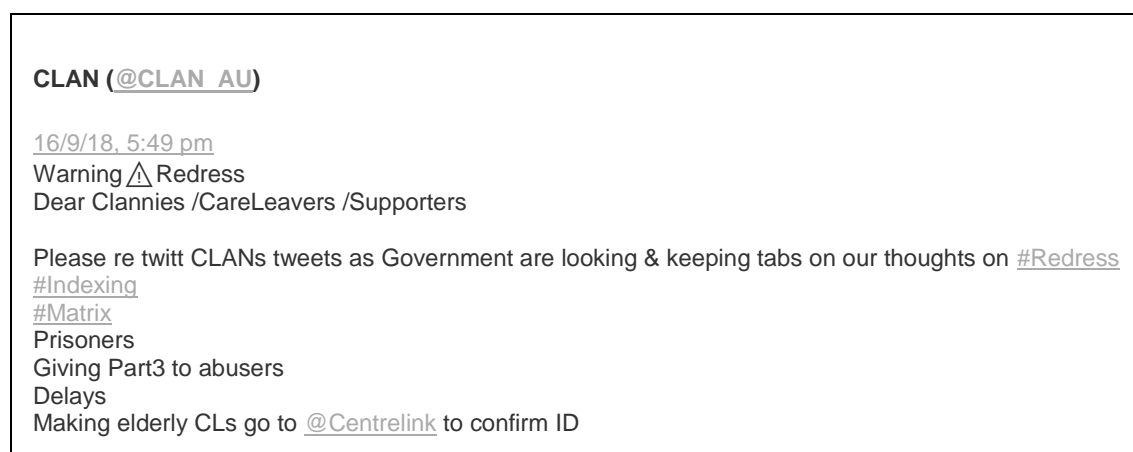 CLAN (@CLAN_AU)
16/9/18, 5:49 pm
Warning ⚠ Redress
Dear Clannies /CareLeavers /Supporters
Please re twitt CLANs tweets as Government are looking & keeping tabs on our thoughts on #Redress
#Indexing
#Matrix
Prisoners
Giving Part3 to abusers
Delays
Making elderly CLs go to @Centrelink to confirm ID